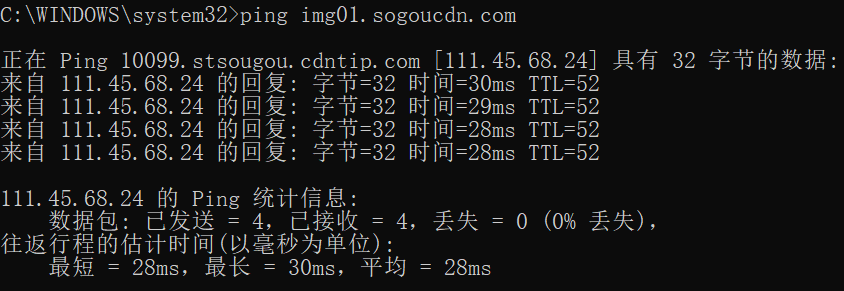 C:\WINDOWS\system32>ping img01.sogoucdn.com
正在 Ping 10099.stsougou.cdntip.com [111.45.68.24] 具有 32 字节的数据:
来自 111.45.68.24 的回复: 字节=32 时间=30ms TTL=52
来自 111.45.68.24 的回复: 字节=32 时间=29ms TTL=52
来自 111.45.68.24 的回复: 字节=32 时间=28ms TTL=52
来自 111.45.68.24 的回复: 字节=32 时间=28ms TTL=52
111.45.68.24 的 Ping 统计信息:
数据包: 已发送 = 4，已接收 = 4，丢失 = 0 (0% 丢失)，
往返行程的估计时间(以毫秒为单位):
最短 = 28ms，最长 = 30ms，平均 = 28ms